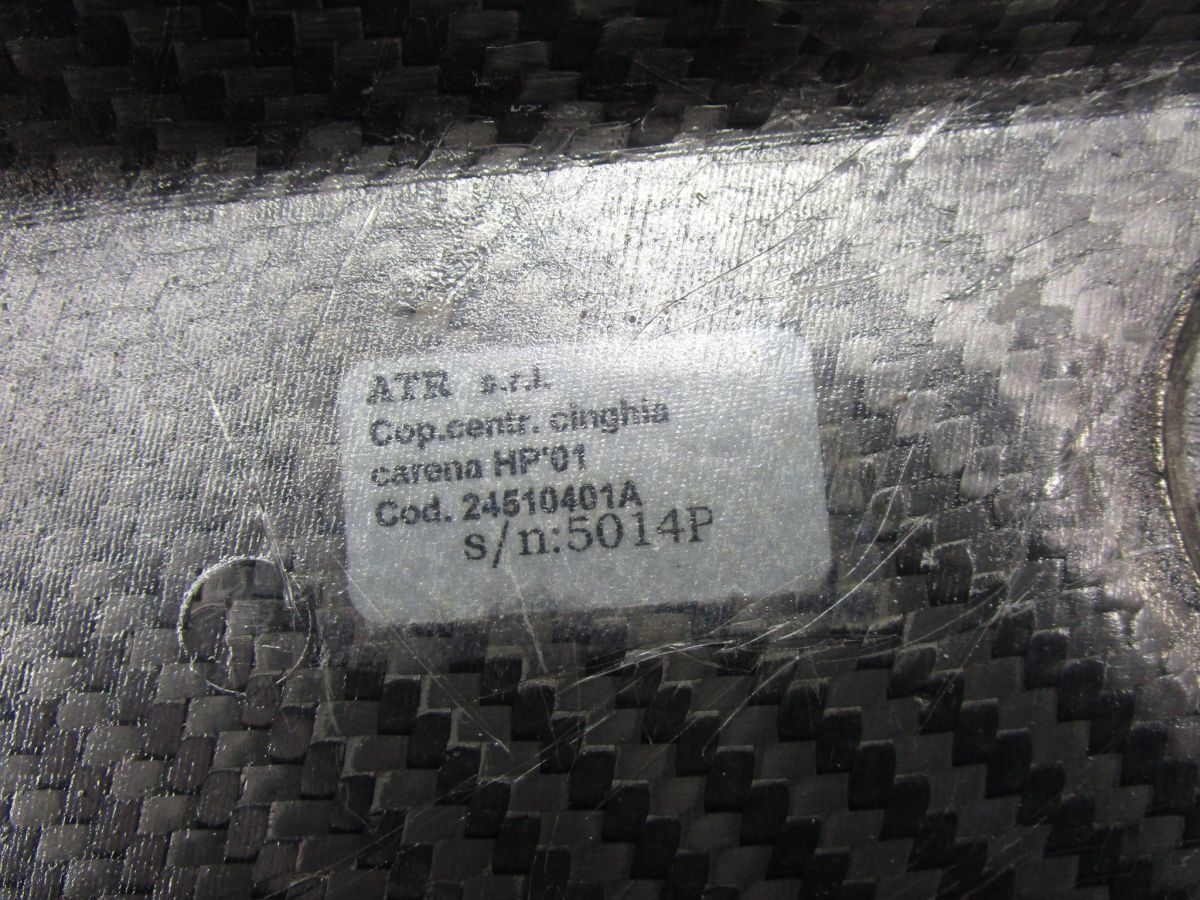 ATR s.r.l.
Cop.centr. cinghia
carena HP'01
Cod. 24510401A
s/n:5014P